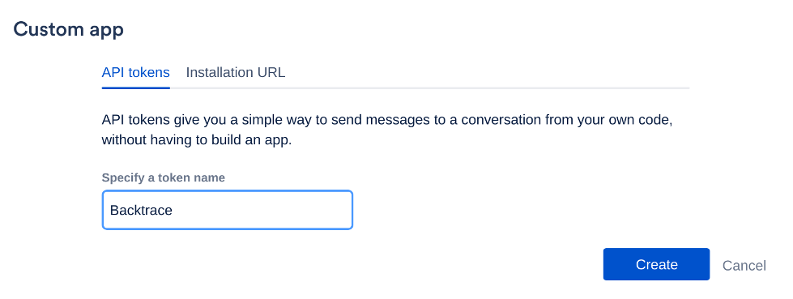 Custom app
API tokens Installation URL
API tokens give you a simple way to send messages to a conversation from your own code,
without having to build an app.
Specify a token name
Backtrace
Create Cancel